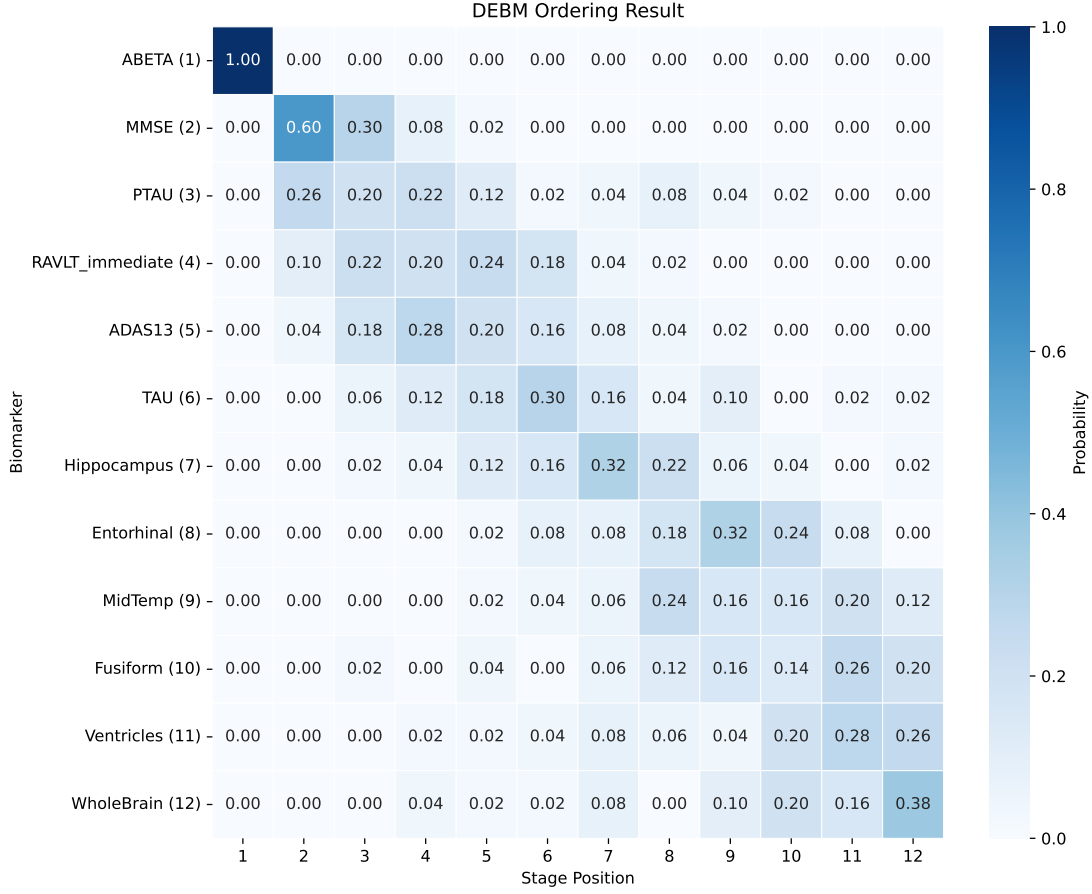 DEBM Ordering Result
ABETA (1) 1.00 0.00 0.00 0.00 0.00 0.00 0.00 0.00 0.00 0.00 0.00 0.00
MMSE (2) 0.00 0.60 0.30 0.08 0.02 0.00 0.00 0.00 0.00 0.00 0.00 0.00
PTAU (3) 0.00 0.26 0.20 0.22 0.12 0.02 0.04 0.08 0.04 0.02 0.00 0.00
RAVLT_immediate (4) 0.00 0.10 0.22 0.20 0.24 0.18 0.04 0.02 0.00 0.00 0.00 0.00
ADAS13 (5) 0.00 0.04 0.18 0.28 0.20 0.16 0.08 0.04 0.02 0.00 0.00 0.00
TAU (6) 0.00 0.00 0.06 0.12 0.18 0.30 0.16 0.04 0.10 0.00 0.02 0.02
Hippocampus (7) 0.00 0.00 0.02 0.04 0.12 0.16 0.32 0.22 0.06 0.04 0.00 0.02
Entorhinal (8) 0.00 0.00 0.00 0.00 0.02 0.08 0.08 0.18 0.32 0.24 0.08 0.00
MidTemp (9) 0.00 0.00 0.00 0.00 0.02 0.04 0.06 0.24 0.16 0.16 0.20 0.12
Fusiform (10) 0.00 0.00 0.02 0.00 0.04 0.00 0.06 0.12 0.16 0.14 0.26 0.20
Ventricles (11) 0.00 0.00 0.00 0.02 0.02 0.04 0.08 0.06 0.04 0.20 0.28 0.26
WholeBrain (12) 0.00 0.00 0.00 0.04 0.02 0.02 0.08 0.00 0.10 0.20 0.16 0.38
1 2 3 4 5 6 7 8 9 10 11 12
Stage Position
Biomarker
1.0
0.8
0.6
0.4
0.2
0.0
Probability